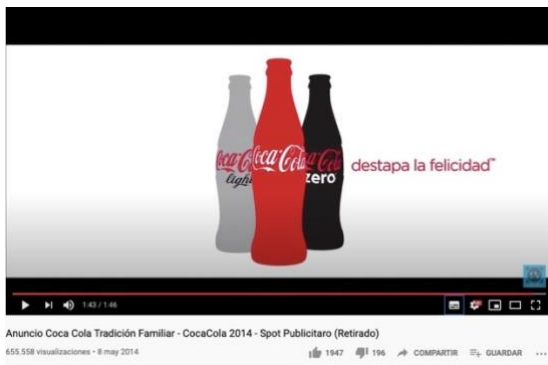 Coca-Cola
light
Coca-Cola
Coca-Cola
zero
destapa la felicidad™
1:43 / 1:46
Anuncio Coca Cola Tradición Familiar - CocaCola 2014 - Spot Publicitaro (Retirado)
655.558 visualizaciones • 8 may 2014
1947
196
COMPARTIR
GUARDAR